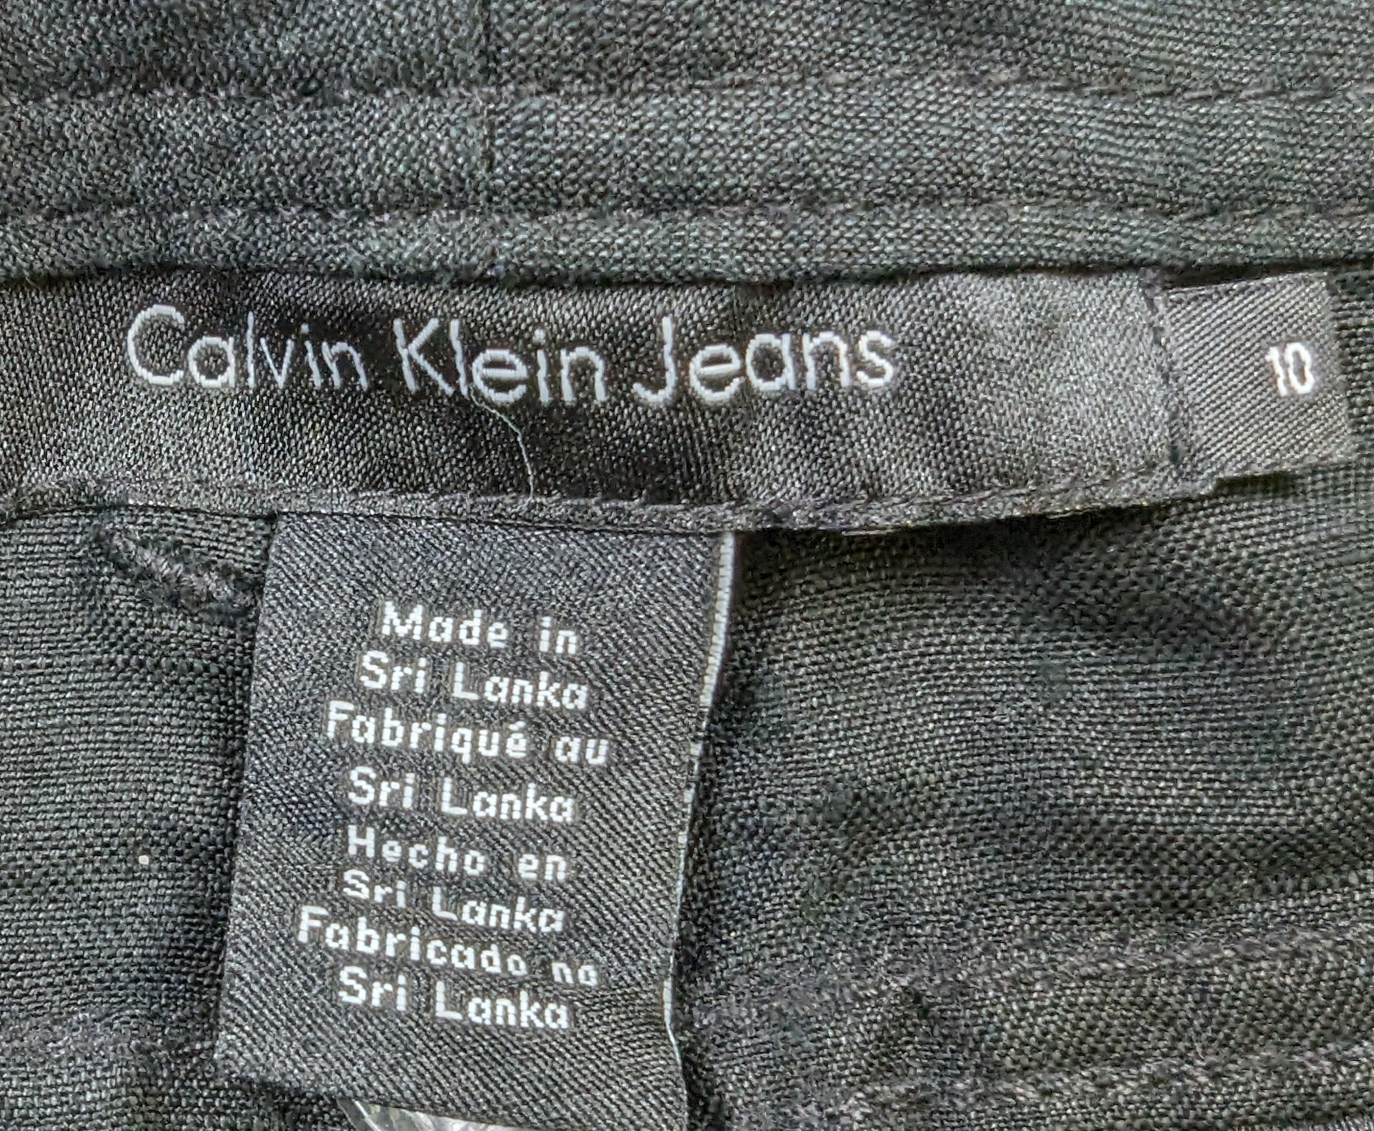 Calvin Klein Jeans
10
Made in
Sri Lanka
Fabriqué au
Sri Lanka
Hecho en
Sri Lanka
Fabricado na
Sri Lanka